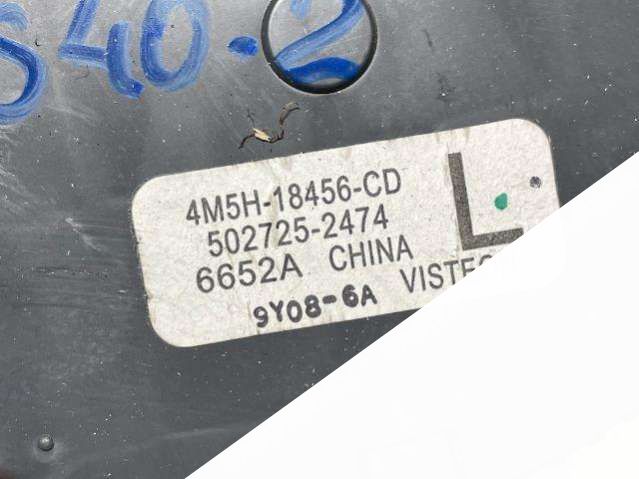 S40-2
4M5H-18456-CD
502725-2474
L
6652A CHINA
9Y08-6A